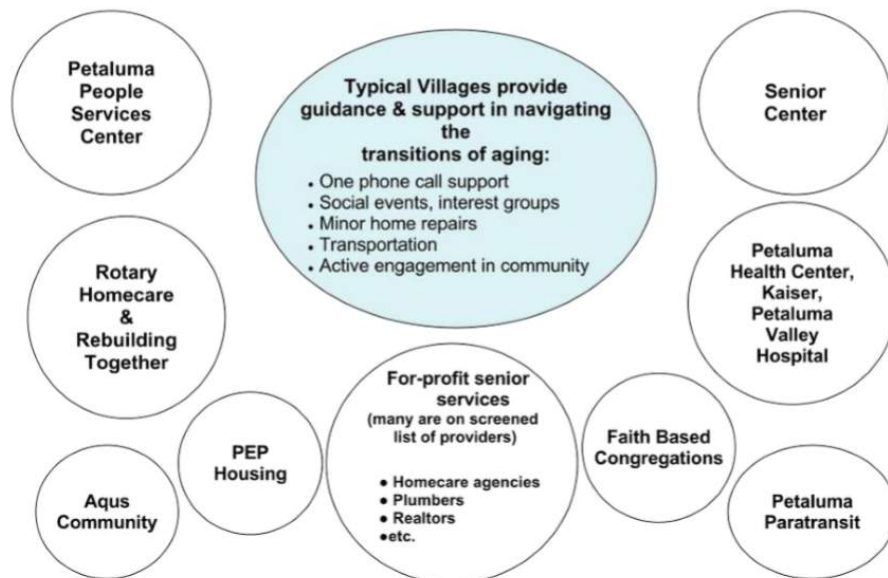 Petaluma
People
Services
Center
Typical Villages provide
guidance & support in navigating
the
transitions of aging:
• One phone call support
• Social events, interest groups
• Minor home repairs
• Transportation
• Active engagement in community
Senior
Center
Rotary
Homecare
&
Rebuilding
Together
Petaluma
Health Center,
Kaiser,
Petaluma
Valley
Hospital
For-profit senior
services
(many are on screened
list of providers)
● Homecare agencies
● Plumbers
● Realtors
●etc.
PEP
Housing
Faith Based
Congregations
Aqus
Community
Petaluma
Paratransit